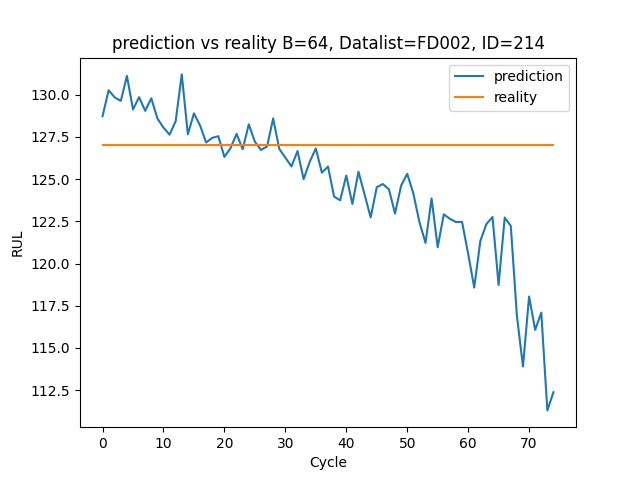 prediction vs reality B=64, Datalist=FD002, ID=214
prediction
reality
130.0
127.5
125.0
122.5
120.0
117.5
115.0
112.5
RUL
0 10 20 30 40 50 60 70
Cycle